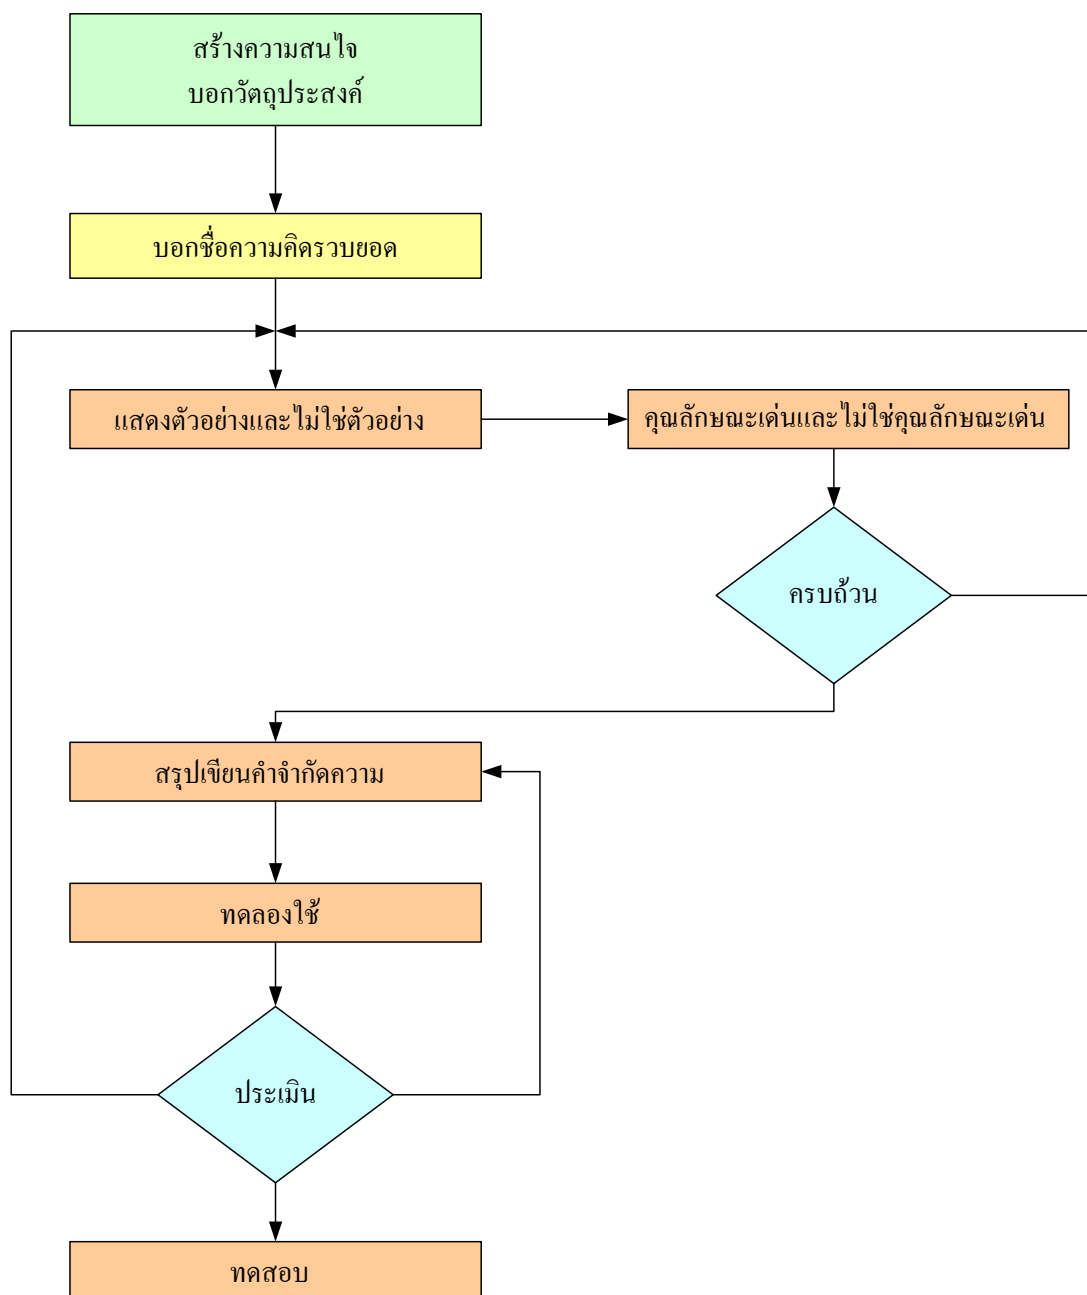 สร้างความสนใจ
บอกวัตถุประสงค์
บอกชื่อความคิดรวบยอด
แสดงตัวอย่างและไม่ใช่ตัวอย่าง
คุณลักษณะเด่นและไม่ใช่คุณลักษณะเด่น
ครบถ้วน
สรุปเขียนคำจำกัดความ
ทดลองใช้
ประเมิน
ทดสอบ